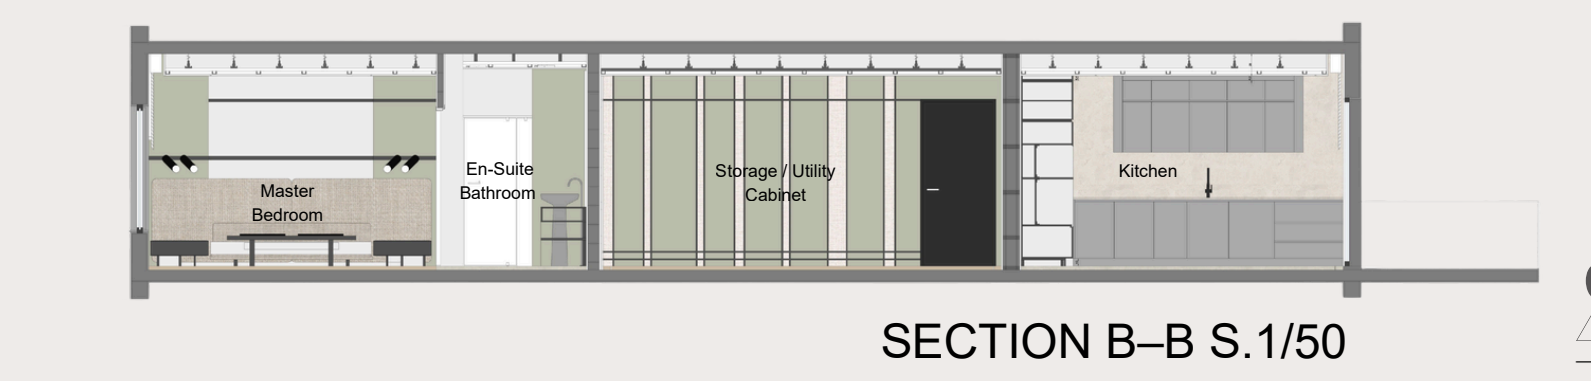 Master
Bedroom
En-Suite
Bathroom
Storage / Utility
Cabinet
Kitchen
SECTION B–B S.1/50